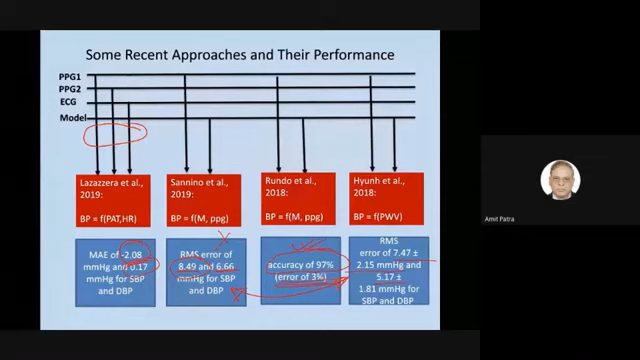 Some Recent Approaches and Their Performance
PPG1
PPG2
ECG
Model
Lazazzera et al.,
2019:
BP = f(PAT,HR)
Sannino et al.,
2019:
BP = f(M, ppg)
Rundo et al.,
2018:
BP = f(M, ppg)
Hyunh et al.,
2018:
BP = f(PWV)
MAE of -2.08
mmHg and 0.17
mmHg for SBP
and DBP
RMS error of
8.49 and 6.66
mmHg for SBP
and DBP
accuracy of 97%
(error of 3%)
RMS
error of 7.47 ±
2.15 mmHg and
5.17 ±
1.81 mmHg for
SBP and DBP
Amit Patra